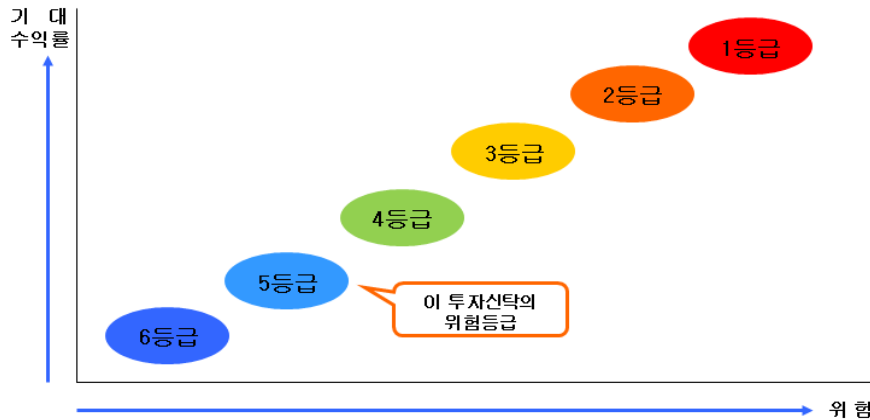 기 대
수익률
1등급
2등급
3등급
4등급
5등급
이 투자신탁의
위험등급
6등급
위 험